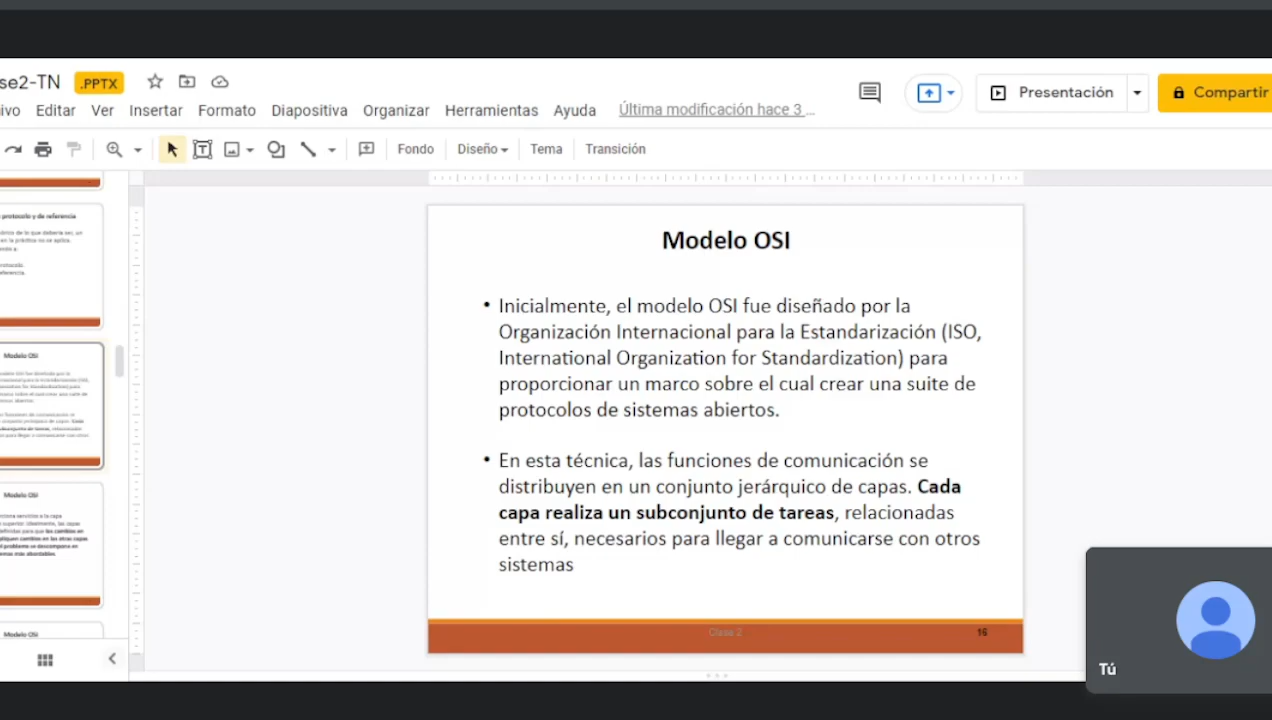 se2-TN .PPTX
ivo Editar Ver Insertar Formato Diapositiva Organizar Herramientas Ayuda Última modificación hace 3 ...
Presentación
Compartir
Fondo Diseño Tema Transición
protocolo y de referencia
Modelo OSI
Modelo OSI
Modelo OSI
Modelo OSI
• Inicialmente, el modelo OSI fue diseñado por la
Organización Internacional para la Estandarización (ISO,
International Organization for Standardization) para
proporcionar un marco sobre el cual crear una suite de
protocolos de sistemas abiertos.
• En esta técnica, las funciones de comunicación se
distribuyen en un conjunto jerárquico de capas. Cada
capa realiza un subconjunto de tareas, relacionadas
entre sí, necesarios para llegar a comunicarse con otros
sistemas
Clase 2
16
Tú